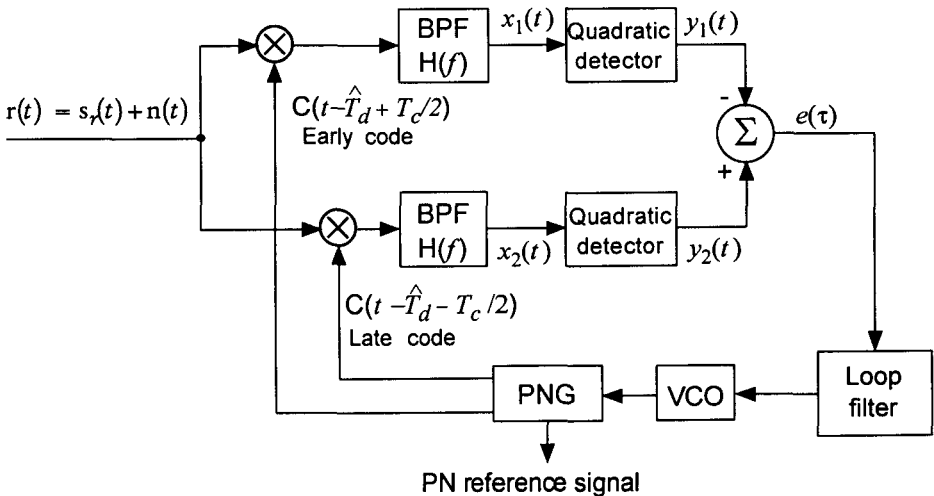 x₁(t)
y₁(t)
BPF
H(f)
Quadratic
detector
r(t) = sᵣ(t) + n(t)
C(t–T̂_d + T_c/2)
Early code
-
Σ
+
e(τ)
BPF
H(f)
Quadratic
detector
x₂(t)
y₂(t)
C(t –T̂_d – T_c /2)
Late code
PNG
VCO
Loop
filter
PN reference signal